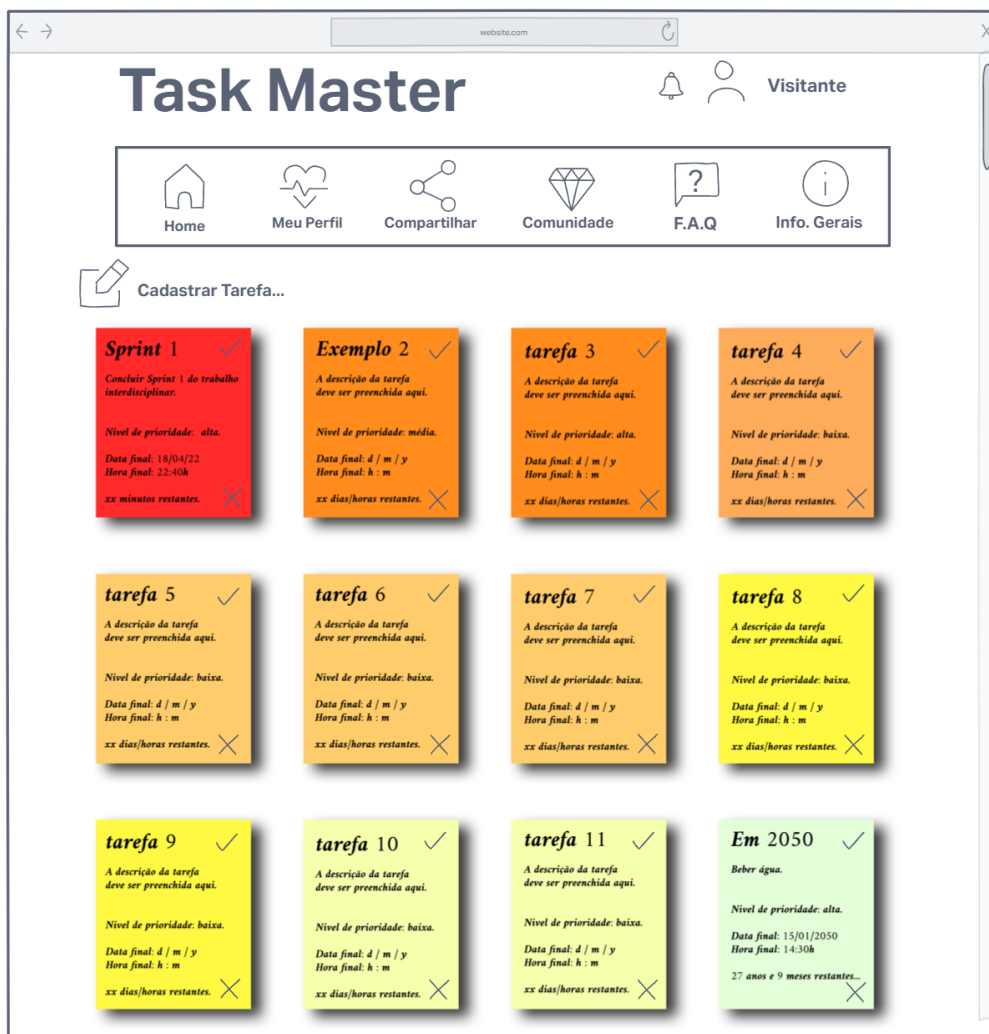 website.com
Task Master
Visitante
Home
Meu Perfil
Compartilhar
Comunidade
?
F.A.Q
i
Info. Gerais
Cadastrar Tarefa...
Sprint 1
Concluir Sprint 1 do trabalho
interdisciplinar.
Nivel de prioridade: alta.
Data final: 18/04/22
Hora final: 22:40h
xx minutos restantes.
Exemplo 2
A descrição da tarefa
deve ser preenchida aqui.
Nivel de prioridade: média.
Data final: d / m / y
Hora final: h : m
xx dias/horas restantes.
tarefa 3
A descrição da tarefa
deve ser preenchida aqui.
Nivel de prioridade: alta.
Data final: d / m / y
Hora final: h : m
xx dias/horas restantes.
tarefa 4
A descrição da tarefa
deve ser preenchida aqui.
Nivel de prioridade: baixa.
Data final: d / m / y
Hora final: h : m
xx dias/horas restantes.
tarefa 5
A descrição da tarefa
deve ser preenchida aqui.
Nivel de prioridade: baixa.
Data final: d / m / y
Hora final: h : m
xx dias/horas restantes.
tarefa 6
A descrição da tarefa
deve ser preenchida aqui.
Nivel de prioridade: baixa.
Data final: d / m / y
Hora final: h : m
xx dias/horas restantes.
tarefa 7
A descrição da tarefa
deve ser preenchida aqui.
Nivel de prioridade: baixa.
Data final: d / m / y
Hora final: h : m
xx dias/horas restantes.
tarefa 8
A descrição da tarefa
deve ser preenchida aqui.
Nivel de prioridade: baixa.
Data final: d / m / y
Hora final: h : m
xx dias/horas restantes.
tarefa 9
A descrição da tarefa
deve ser preenchida aqui.
Nivel de prioridade: baixa.
Data final: d / m / y
Hora final: h : m
xx dias/horas restantes.
tarefa 10
A descrição da tarefa
deve ser preenchida aqui.
Nivel de prioridade: baixa.
Data final: d / m / y
Hora final: h : m
xx dias/horas restantes.
tarefa 11
A descrição da tarefa
deve ser preenchida aqui.
Nivel de prioridade: baixa.
Data final: d / m / y
Hora final: h : m
xx dias/horas restantes.
Em 2050
Beber água.
Nivel de prioridade: alta.
Data final: 15/01/2050
Hora final: 14:30h
27 anos e 9 meses restantes...